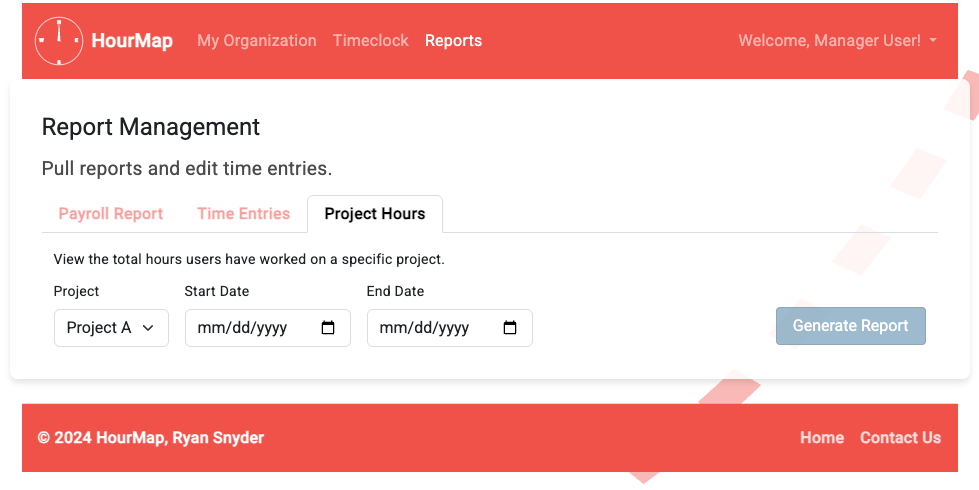 HourMap My Organization Timeclock Reports Welcome, Manager User!
Report Management
Pull reports and edit time entries.
Payroll Report Time Entries Project Hours
View the total hours users have worked on a specific project.
Project Start Date End Date
Project A mm/dd/yyyy mm/dd/yyyy Generate Report
© 2024 HourMap, Ryan Snyder Home Contact Us